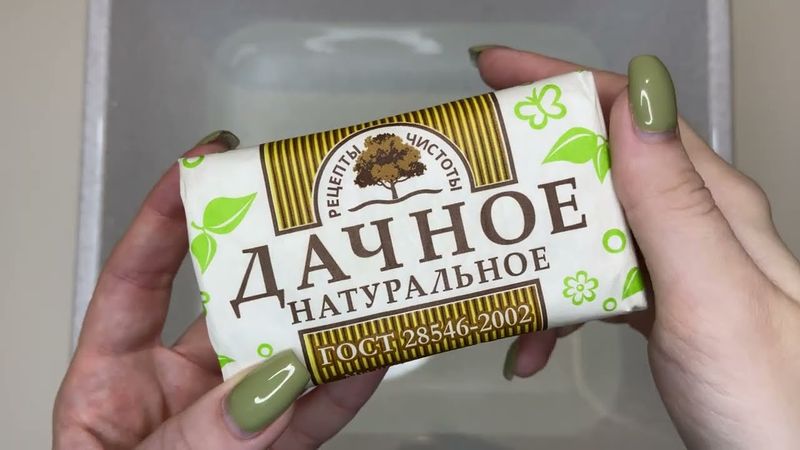 РЕЦЕПТЫ ЧИСТОТЫ
ДАЧНОЕ
НАТУРАЛЬНОЕ
ГОСТ 28546-2002